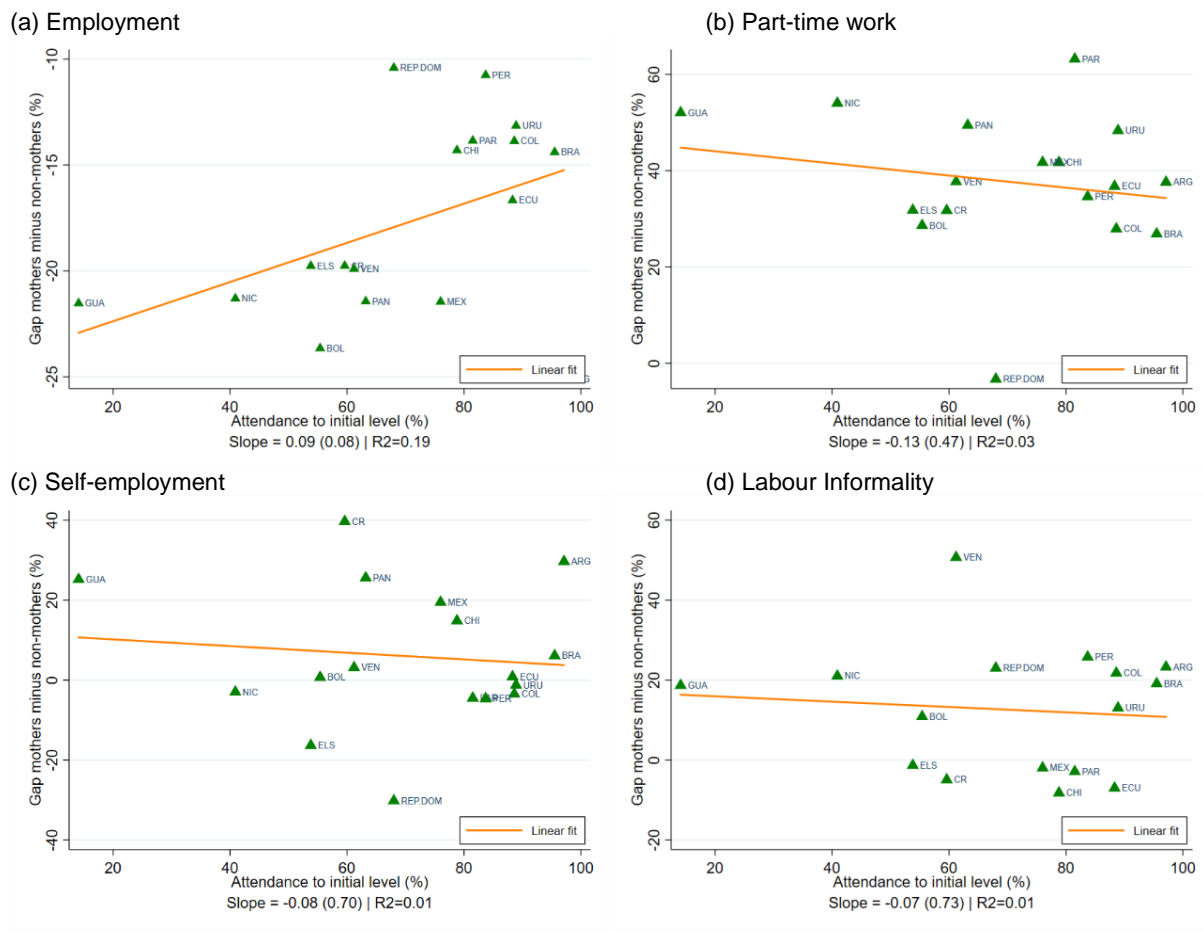 (a) Employment
Gap mothers minus non-mothers (%)
-10
-15
-20
-25
REP.DOM
PER
URU
PAR
COL
CHI
BRA
ECU
ELS
CR
VEN
GUA
NIC
PAN
MEX
BOL
Linear fit
20 40 60 80 100
Attendance to initial level (%)
Slope = 0.09 (0.08) | R2=0.19
(b) Part-time work
Gap mothers minus non-mothers (%)
60
40
20
0
PAR
NIC
GUA
PAN
URU
MEX
CHI
VEN
ARG
ECU
PER
ELS
CR
BOL
COL
BRA
REP.DOM
Linear fit
20 40 60 80 100
Attendance to initial level (%)
Slope = -0.13 (0.47) | R2=0.03
(c) Self-employment
Gap mothers minus non-mothers (%)
40
20
0
-20
-40
CR
ARG
GUA
PAN
MEX
CHI
BRA
VEN
BOL
ECU
URU
NIC
COL
PAR
PER
ELS
REP.DOM
Linear fit
20 40 60 80 100
Attendance to initial level (%)
Slope = -0.08 (0.70) | R2=0.01
(d) Labour Informality
Gap mothers minus non-mothers (%)
60
40
20
0
-20
VEN
PER
REP.DOM
ARG
COL
NIC
BRA
GUA
URU
BOL
ELS
MEX
PAR
CR
ECU
CHI
Linear fit
20 40 60 80 100
Attendance to initial level (%)
Slope = -0.07 (0.73) | R2=0.01